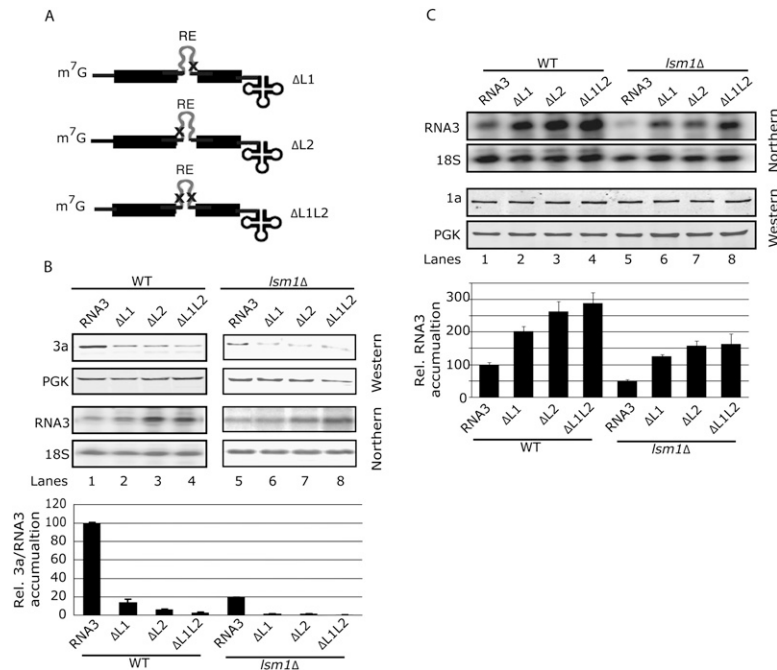 A
RE
m7G
ΔL1
RE
m7G
ΔL2
RE
m7G
ΔL1L2
B
WT lsm1Δ
RNA3 ΔL1 ΔL2 ΔL1L2 RNA3 ΔL1 ΔL2 ΔL1L2
3a
PGK
Western
RNA3
18S
Northern
Lanes 1 2 3 4 5 6 7 8
Rel. 3a/RNA3
accumualtion
120
100
80
60
40
20
0
RNA3 ΔL1 ΔL2 ΔL1L2 RNA3 ΔL1 ΔL2 ΔL1L2
WT lsm1Δ
C
WT lsm1Δ
RNA3 ΔL1 ΔL2 ΔL1L2 RNA3 ΔL1 ΔL2 ΔL1L2
RNA3
18S
Northern
1a
PGK
Western
Lanes 1 2 3 4 5 6 7 8
Rel. RNA3
accumualtion
300
200
100
0
RNA3 ΔL1 ΔL2 ΔL1L2 RNA3 ΔL1 ΔL2 ΔL1L2
WT lsm1Δ